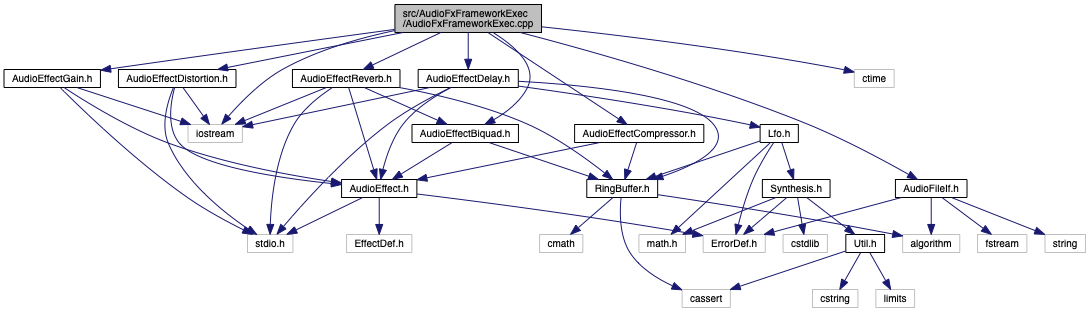 src/AudioFxFrameworkExec
/AudioFxFrameworkExec.cpp
AudioEffectGain.h
AudioEffectDistortion.h
AudioEffectReverb.h
AudioEffectDelay.h
ctime
iostream
AudioEffectBiquad.h
AudioEffectCompressor.h
Lfo.h
AudioEffect.h
RingBuffer.h
Synthesis.h
AudioFileIf.h
stdio.h
EffectDef.h
cmath
math.h
ErrorDef.h
cstdlib
Util.h
algorithm
fstream
string
cassert
cstring
limits